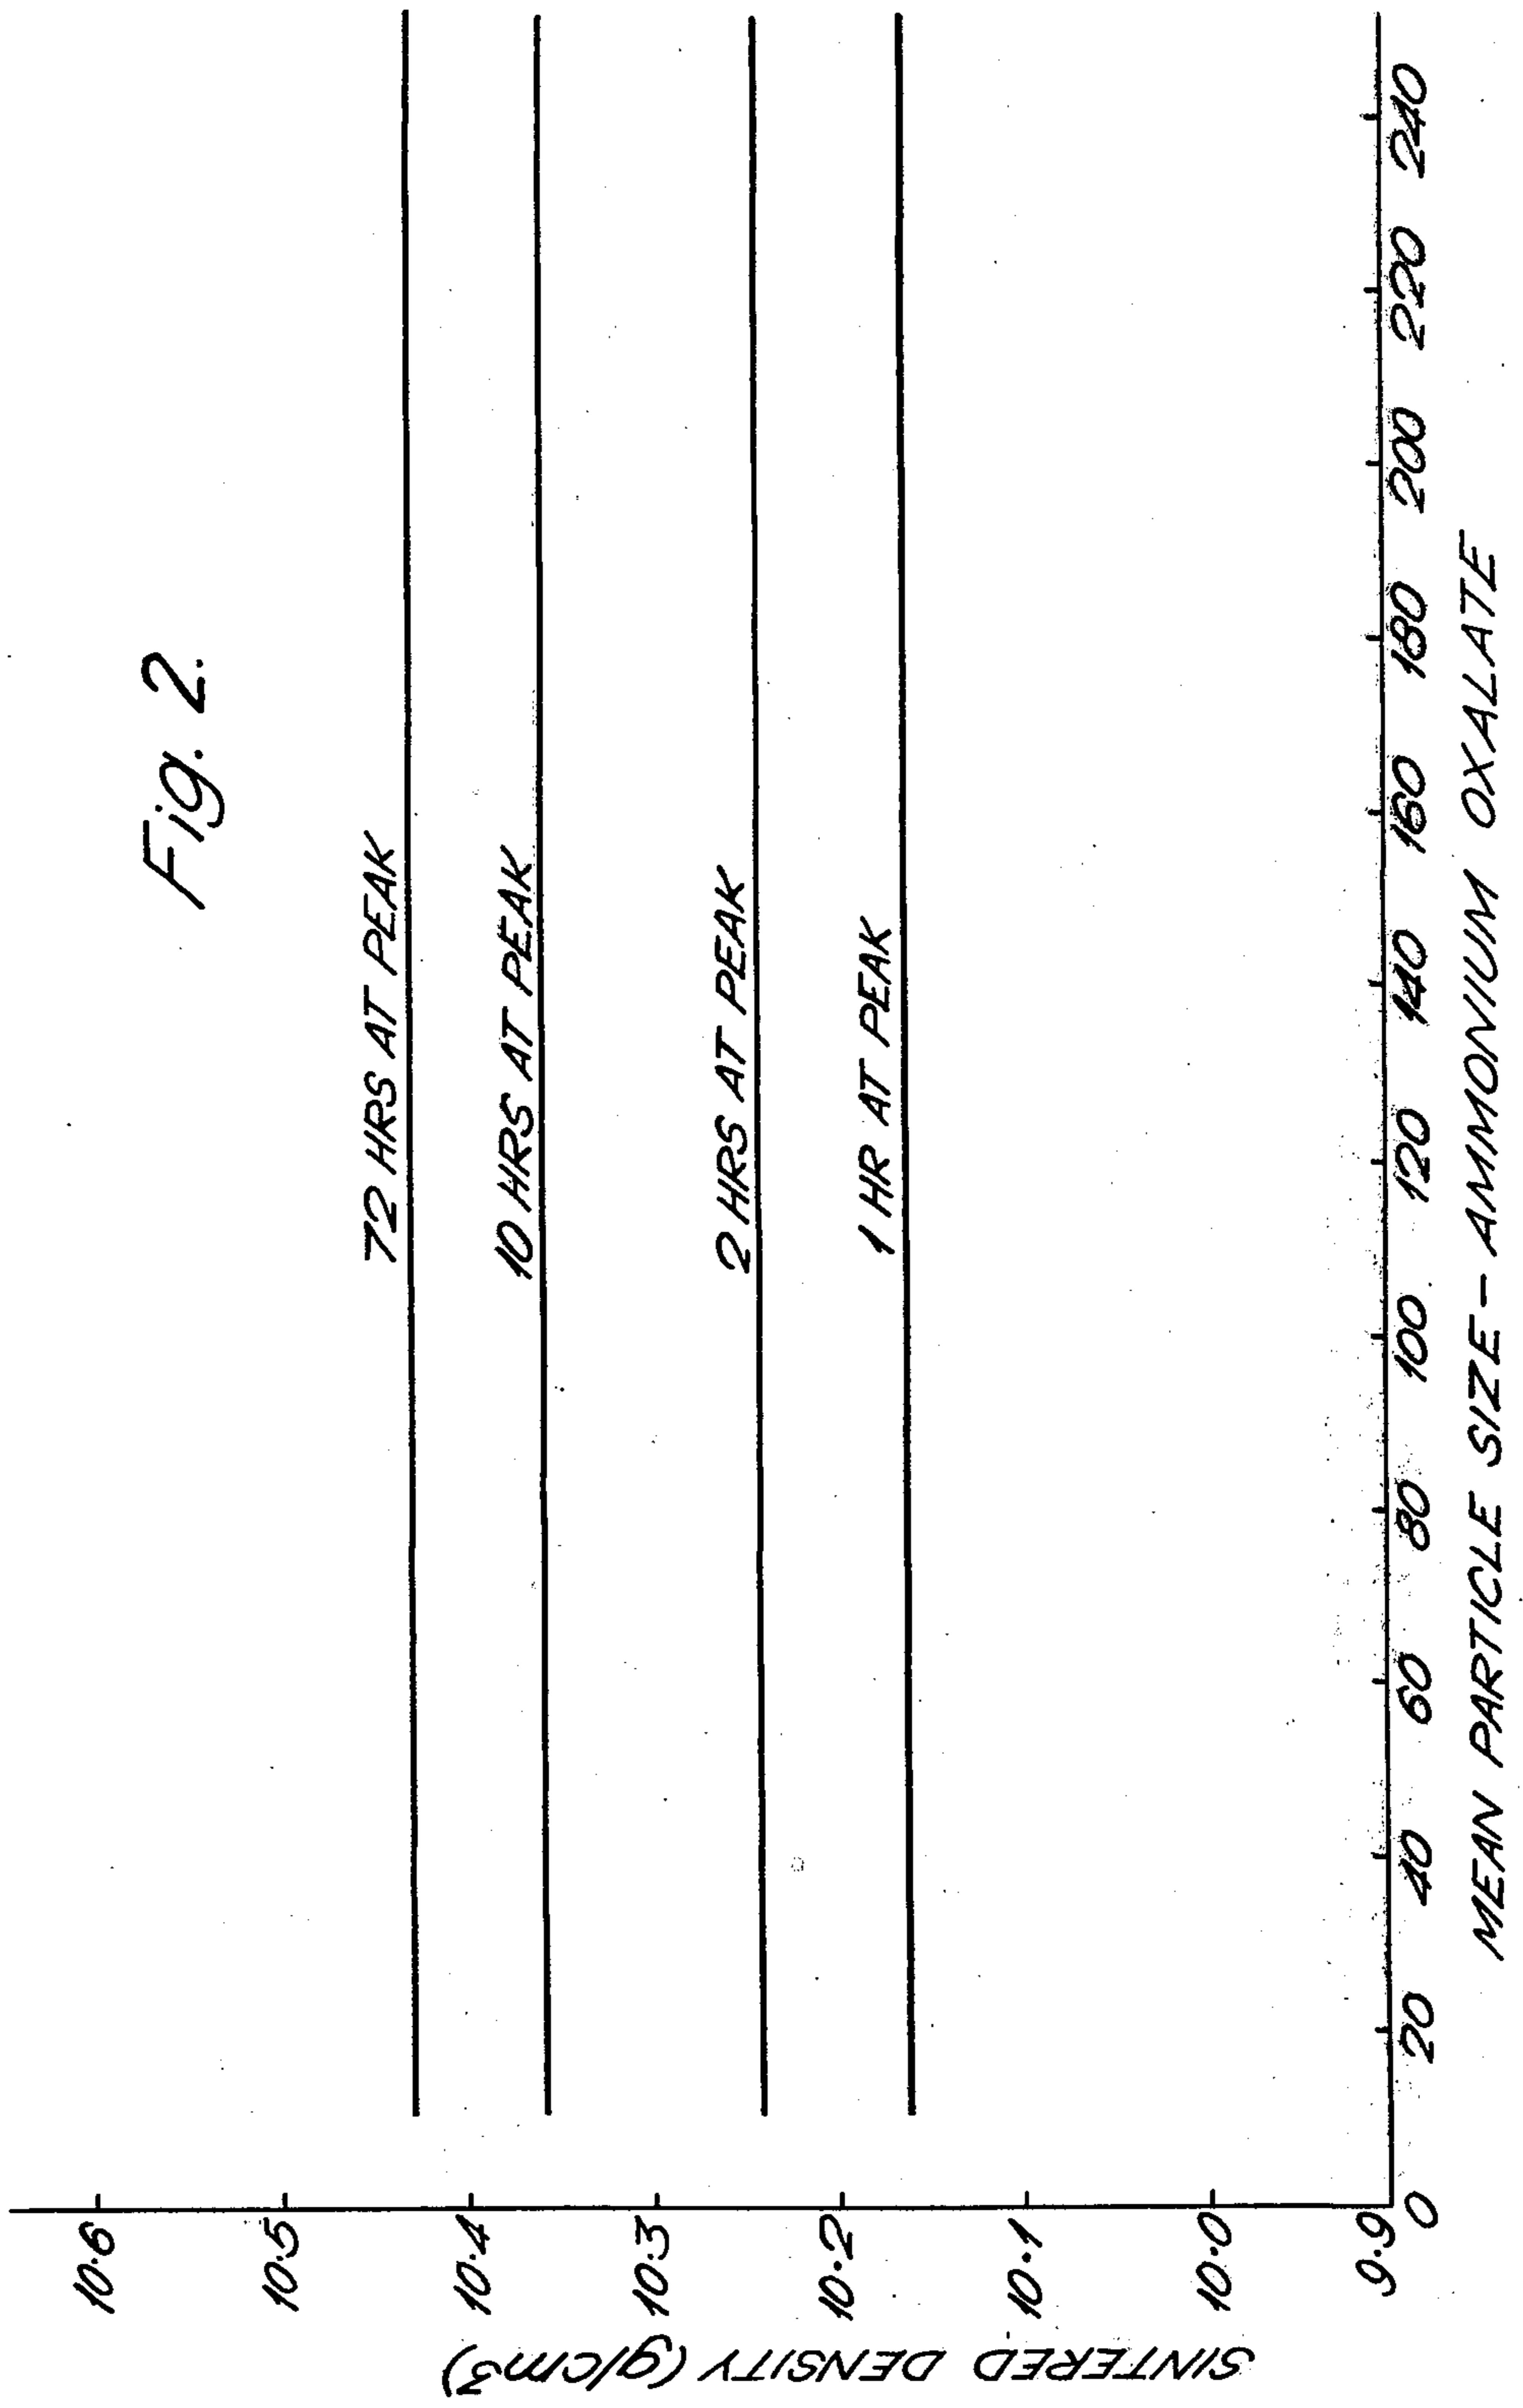 Fig. 2.
SINTERED DENSITY (g/cm3)
10·6
10·5
10·4
10·3
10·2
10·1
10·0
9·9
72 HRS AT PEAK
10 HRS AT PEAK
2 HRS AT PEAK
1 HR AT PEAK
0 20 40 60 80 100 120 140 160 180 200 220 240
MEAN PARTICLE SIZE - AMMONIUM OXALATE